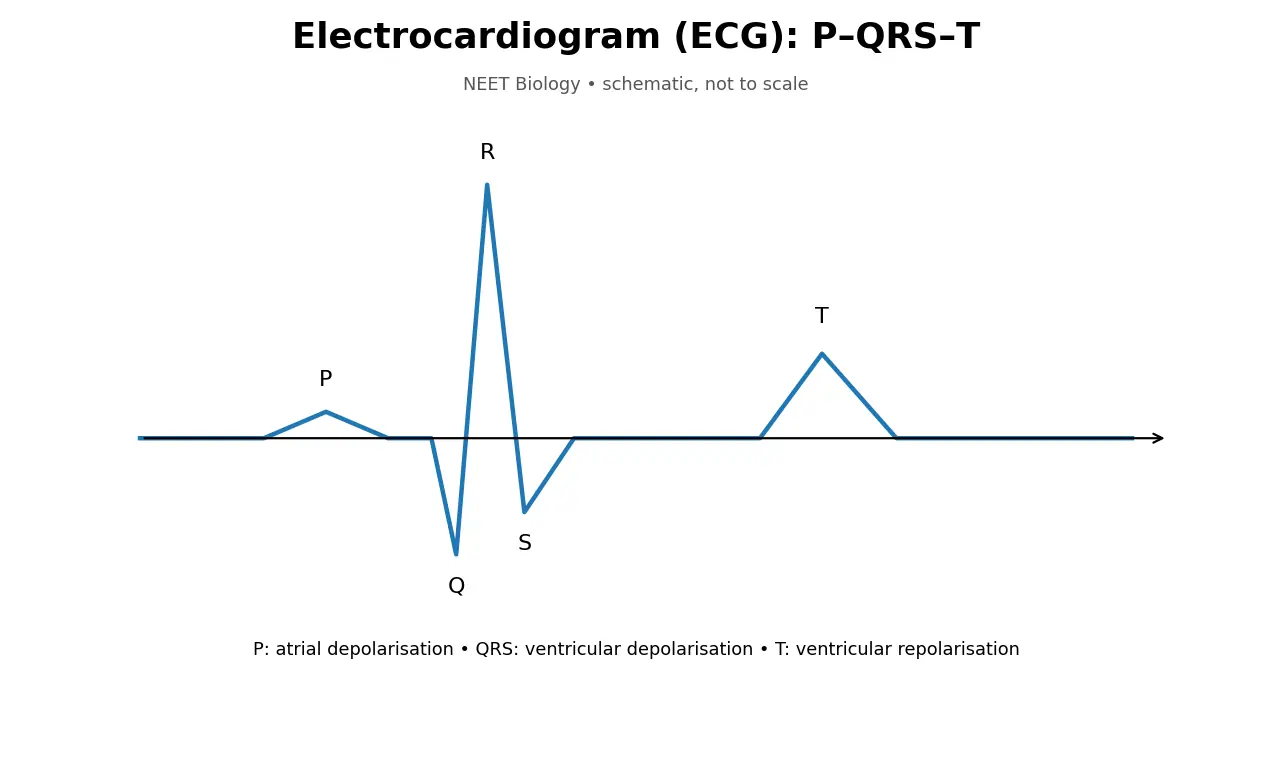 Electrocardiogram (ECG): P–QRS–T
NEET Biology • schematic, not to scale
R
T
P
S
Q
P: atrial depolarisation • QRS: ventricular depolarisation • T: ventricular repolarisation